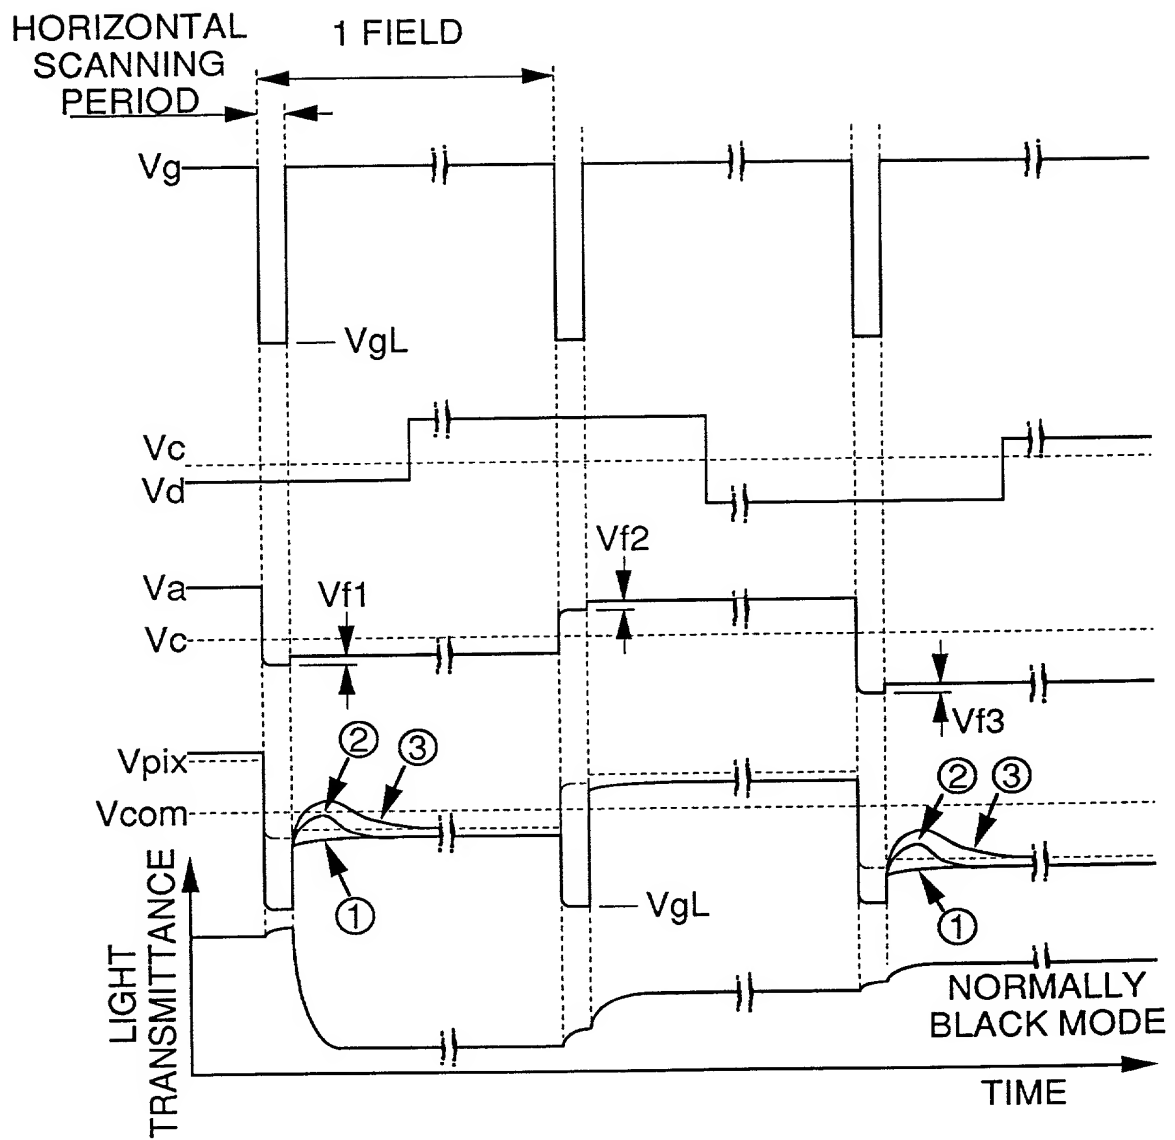 HORIZONTAL
SCANNING
PERIOD
1 FIELD
Vg
VgL
Vc
Vd
Vf2
Va
Vf1
Vc
Vf3
Vpix
②
③
②
③
Vcom
①
①
VgL
LIGHT
TRANSMITTANCE
NORMALLY
BLACK MODE
TIME